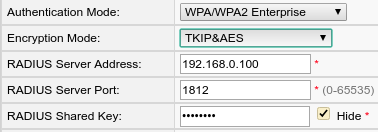 Authentication Mode: WPA/WPA2 Enterprise
Encryption Mode: TKIP&AES
RADIUS Server Address: 192.168.0.100 *
RADIUS Server Port: 1812 * (0-65535)
RADIUS Shared Key: •••••••• Hide *